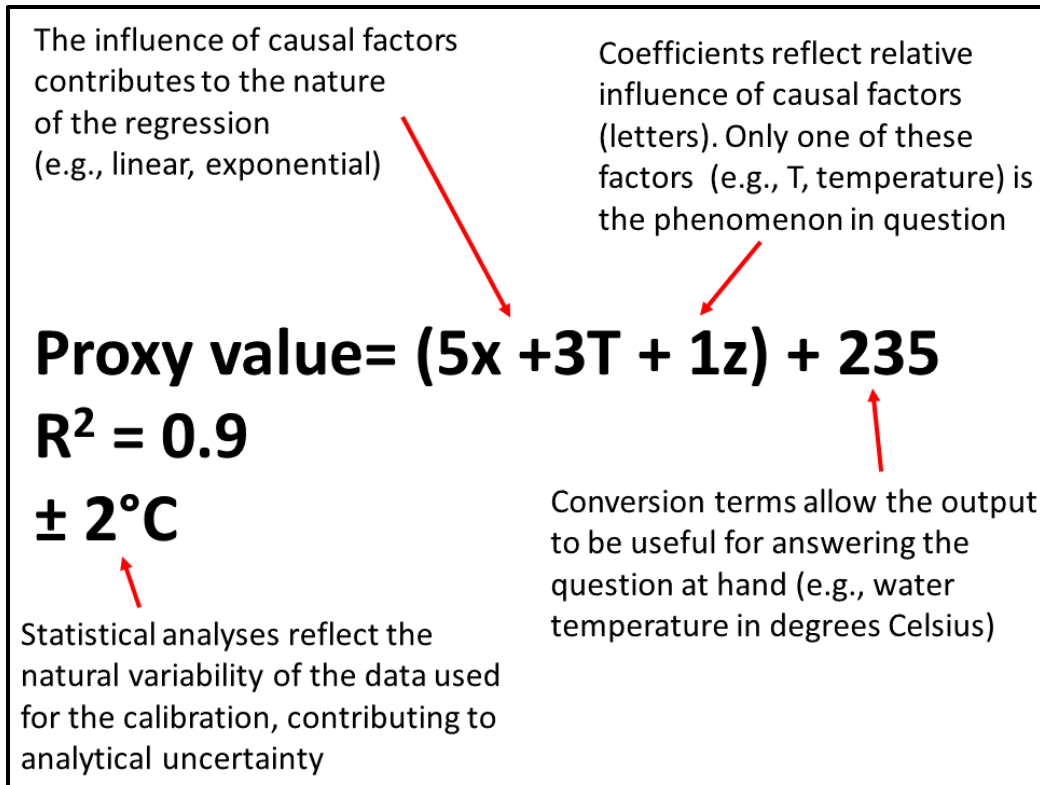 The influence of causal factors
contributes to the nature
of the regression
(e.g., linear, exponential)
Coefficients reflect relative
influence of causal factors
(letters). Only one of these
factors  (e.g., T, temperature) is
the phenomenon in question
Proxy value= (5x +3T + 1z) + 235
R² = 0.9
± 2°C
Conversion terms allow the output
to be useful for answering the
question at hand (e.g., water
temperature in degrees Celsius)
Statistical analyses reflect the
natural variability of the data used
for the calibration, contributing to
analytical uncertainty